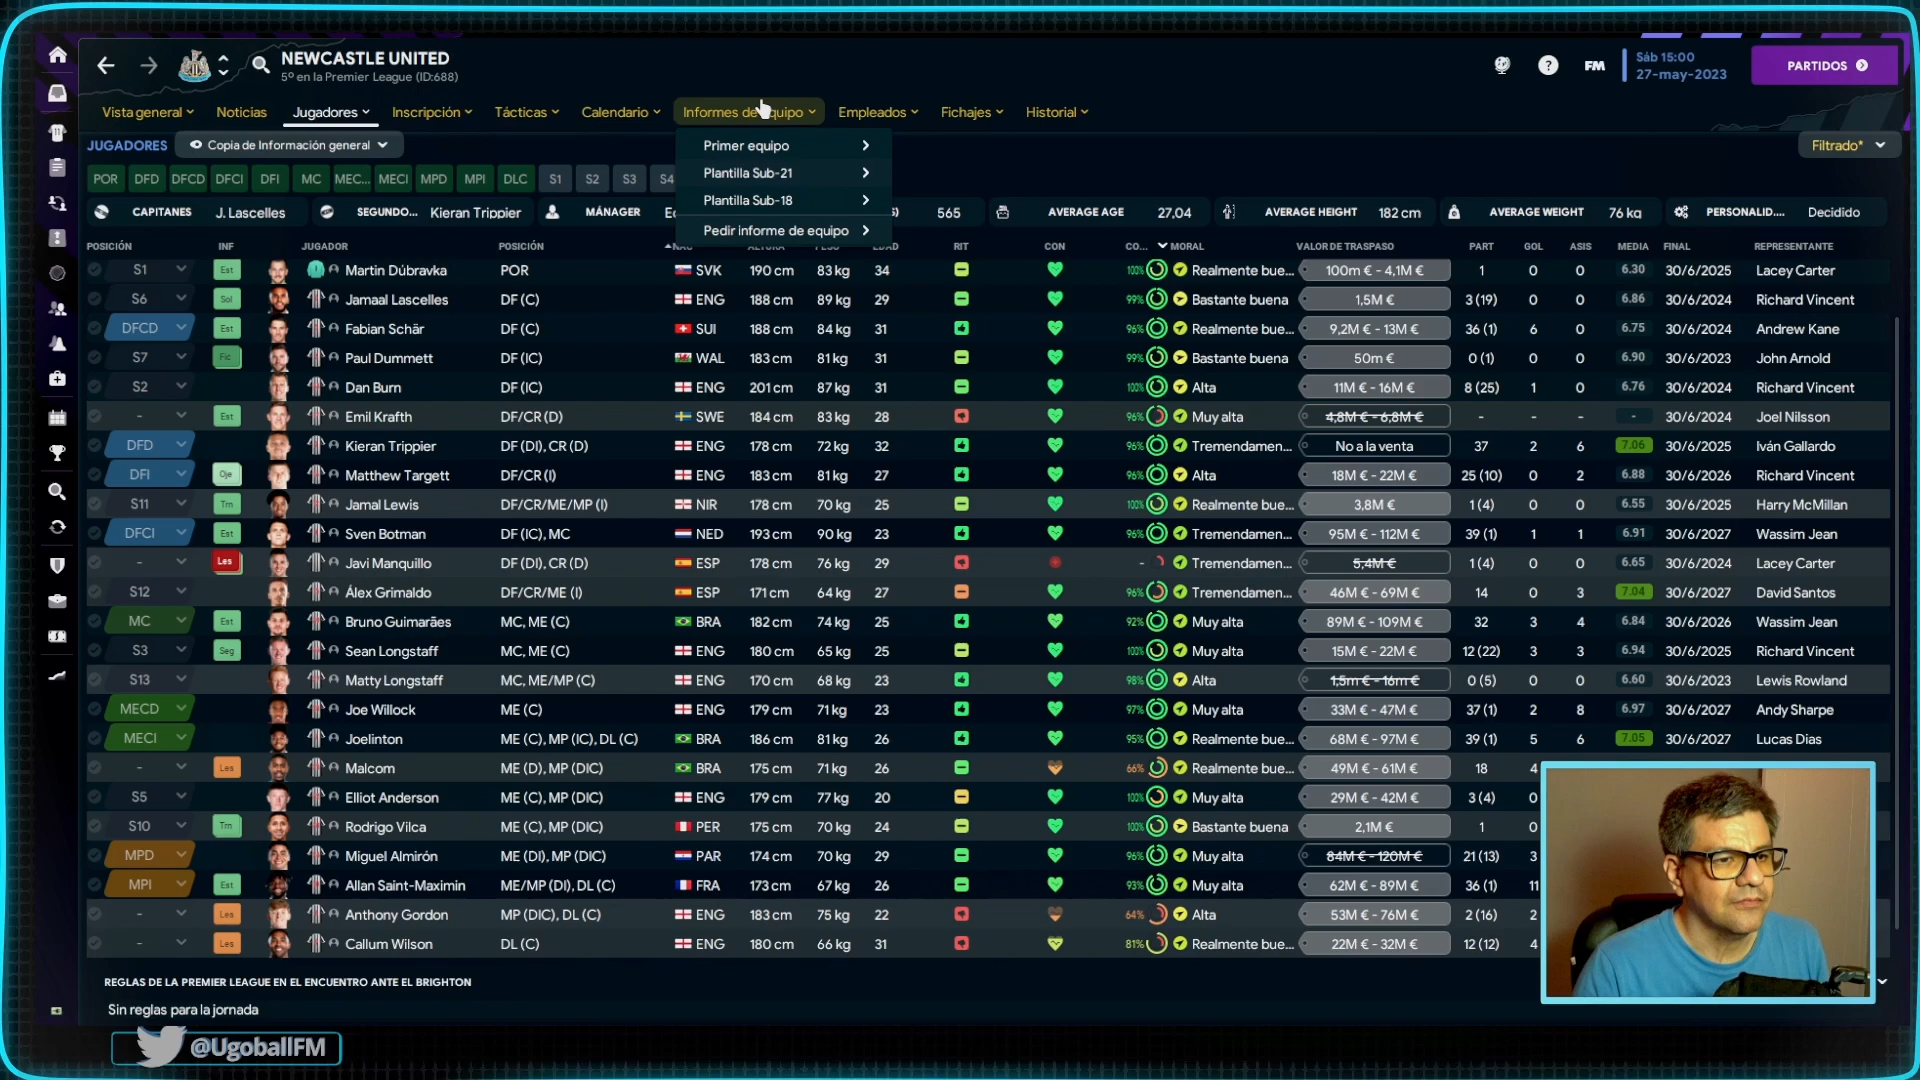 NEWCASTLE UNITED
5º en la Premier League (ID:688)
FM
Sáb 15:00
27-may-2023
PARTIDOS
Vista general Noticias Jugadores Inscripción Tácticas Calendario Informes de equipo Empleados Fichajes Historial
JUGADORES Copia de Información general Filtrado*
Primer equipo
Plantilla Sub-21
Plantilla Sub-18
Pedir informe de equipo
POR DFD DFCD DFCI DFI MC MEC... MECI MPD MPI DLC S1 S2 S3 S4
CAPITANES J. Lascelles SEGUNDO... Kieran Trippier MÁNAGER 565 AVERAGE AGE 27,04 AVERAGE HEIGHT 182 cm AVERAGE WEIGHT 76 kg PERSONALID.... Decidido
POSICIÓN INF JUGADOR POSICIÓN RIT CON CO... MORAL VALOR DE TRASPASO PART GOL ASIS MEDIA FINAL REPRESENTANTE
S1 Est Martin Dúbravka POR SVK 190 cm 83 kg 34 100% Realmente bue... 100m € - 4,1M € 1 0 0 6.30 30/6/2025 Lacey Carter
S6 Sol Jamaal Lascelles DF (C) ENG 188 cm 89 kg 29 99% Bastante buena 1,5M € 3 (19) 0 0 6.86 30/6/2024 Richard Vincent
DFCD Est Fabian Schär DF (C) SUI 188 cm 84 kg 31 96% Realmente bue... 9,2M € - 13M € 36 (1) 6 0 6.75 30/6/2024 Andrew Kane
S7 Fic Paul Dummett DF (IC) WAL 183 cm 81 kg 31 99% Bastante buena 50m € 0 (1) 0 0 6.90 30/6/2023 John Arnold
S2 Dan Burn DF (IC) ENG 201 cm 87 kg 31 100% Alta 11M € - 16M € 8 (25) 1 0 6.76 30/6/2024 Richard Vincent
- Est Emil Krafth DF/CR (D) SWE 184 cm 83 kg 28 96% Muy alta 4,8M € - 6,8M € - - - - 30/6/2024 Joel Nilsson
DFD Kieran Trippier DF (DI), CR (D) ENG 178 cm 72 kg 32 96% Tremendamen... No a la venta 37 2 6 7.06 30/6/2025 Iván Gallardo
DFI Oje Matthew Targett DF/CR (I) ENG 183 cm 81 kg 27 96% Alta 18M € - 22M € 25 (10) 0 2 6.88 30/6/2026 Richard Vincent
S11 Trn Jamal Lewis DF/CR/ME/MP (I) NIR 178 cm 70 kg 25 100% Realmente bue... 3,8M € 1 (4) 0 0 6.55 30/6/2025 Harry McMillan
DFCI Est Sven Botman DF (IC), MC NED 193 cm 90 kg 23 96% Tremendamen... 95M € - 112M € 39 (1) 1 1 6.91 30/6/2027 Wassim Jean
- Les Javi Manquillo DF (DI), CR (D) ESP 178 cm 76 kg 29 - Tremendamen... 5,4M € 1 (4) 0 0 6.65 30/6/2024 Lacey Carter
S12 Álex Grimaldo DF/CR/ME (I) ESP 171 cm 64 kg 27 96% Tremendamen... 46M € - 69M € 14 0 3 7.04 30/6/2027 David Santos
MC Est Bruno Guimarães MC, ME (C) BRA 182 cm 74 kg 25 92% Muy alta 89M € - 109M € 32 3 4 6.84 30/6/2026 Wassim Jean
S3 Seg Sean Longstaff MC, ME (C) ENG 180 cm 65 kg 25 100% Muy alta 15M € - 22M € 12 (22) 3 3 6.94 30/6/2025 Richard Vincent
S13 Matty Longstaff MC, ME/MP (C) ENG 170 cm 68 kg 23 98% Alta 1,5m € - 16m € 0 (5) 0 0 6.60 30/6/2023 Lewis Rowland
MECD Joe Willock ME (C) ENG 179 cm 71 kg 23 97% Muy alta 33M € - 47M € 37 (1) 2 8 6.97 30/6/2027 Andy Sharpe
MECI Joelinton ME (C), MP (IC), DL (C) BRA 186 cm 81 kg 26 95% Realmente bue... 68M € - 97M € 39 (1) 5 6 7.05 30/6/2027 Lucas Dias
- Les Malcom ME (D), MP (DIC) BRA 175 cm 71 kg 26 66% Realmente bue... 49M € - 61M € 18 4
S5 Elliot Anderson ME (C), MP (DIC) ENG 179 cm 77 kg 20 100% Muy alta 29M € - 42M € 3 (4) 0
S10 Trn Rodrigo Vilca ME (C), MP (DIC) PER 175 cm 70 kg 24 100% Bastante buena 2,1M € 1 0
MPD Miguel Almirón ME (DI), MP (DIC) PAR 174 cm 70 kg 29 96% Muy alta 84M € - 120M € 21 (13) 3
MPI Est Allan Saint-Maximin ME/MP (DI), DL (C) FRA 173 cm 67 kg 26 93% Muy alta 62M € - 89M € 36 (1) 11
- Les Anthony Gordon MP (DIC), DL (C) ENG 183 cm 75 kg 22 64% Alta 53M € - 76M € 2 (16) 2
- Les Callum Wilson DL (C) ENG 180 cm 66 kg 31 81% Realmente bue... 22M € - 32M € 12 (12) 4
REGLAS DE LA PREMIER LEAGUE EN EL ENCUENTRO ANTE EL BRIGHTON
Sin reglas para la jornada
@UgoballFM